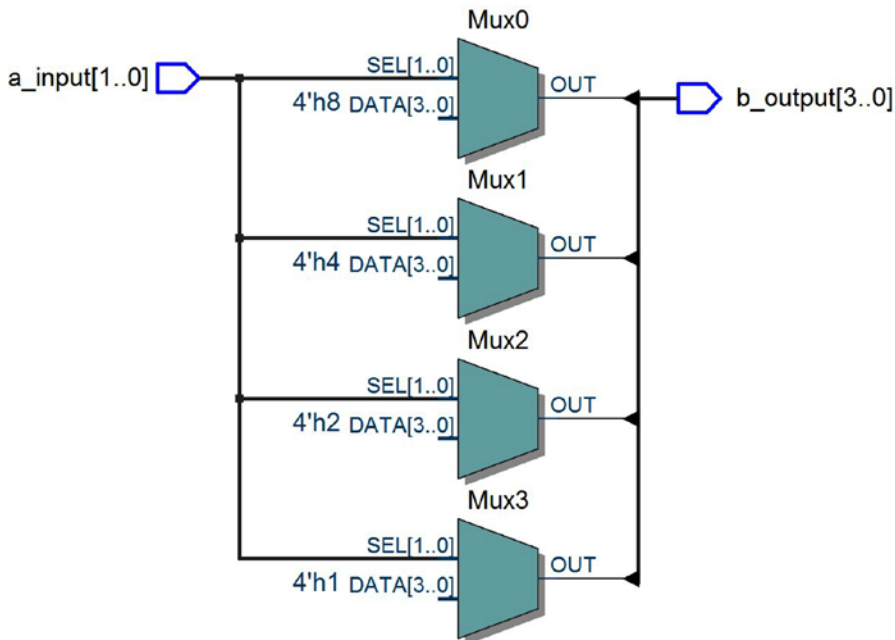 Mux0
a_input[1..0]
SEL[1..0]
4'h8 DATA[3..0]
OUT
b_output[3..0]
Mux1
SEL[1..0]
4'h4 DATA[3..0]
OUT
Mux2
SEL[1..0]
4'h2 DATA[3..0]
OUT
Mux3
SEL[1..0]
4'h1 DATA[3..0]
OUT